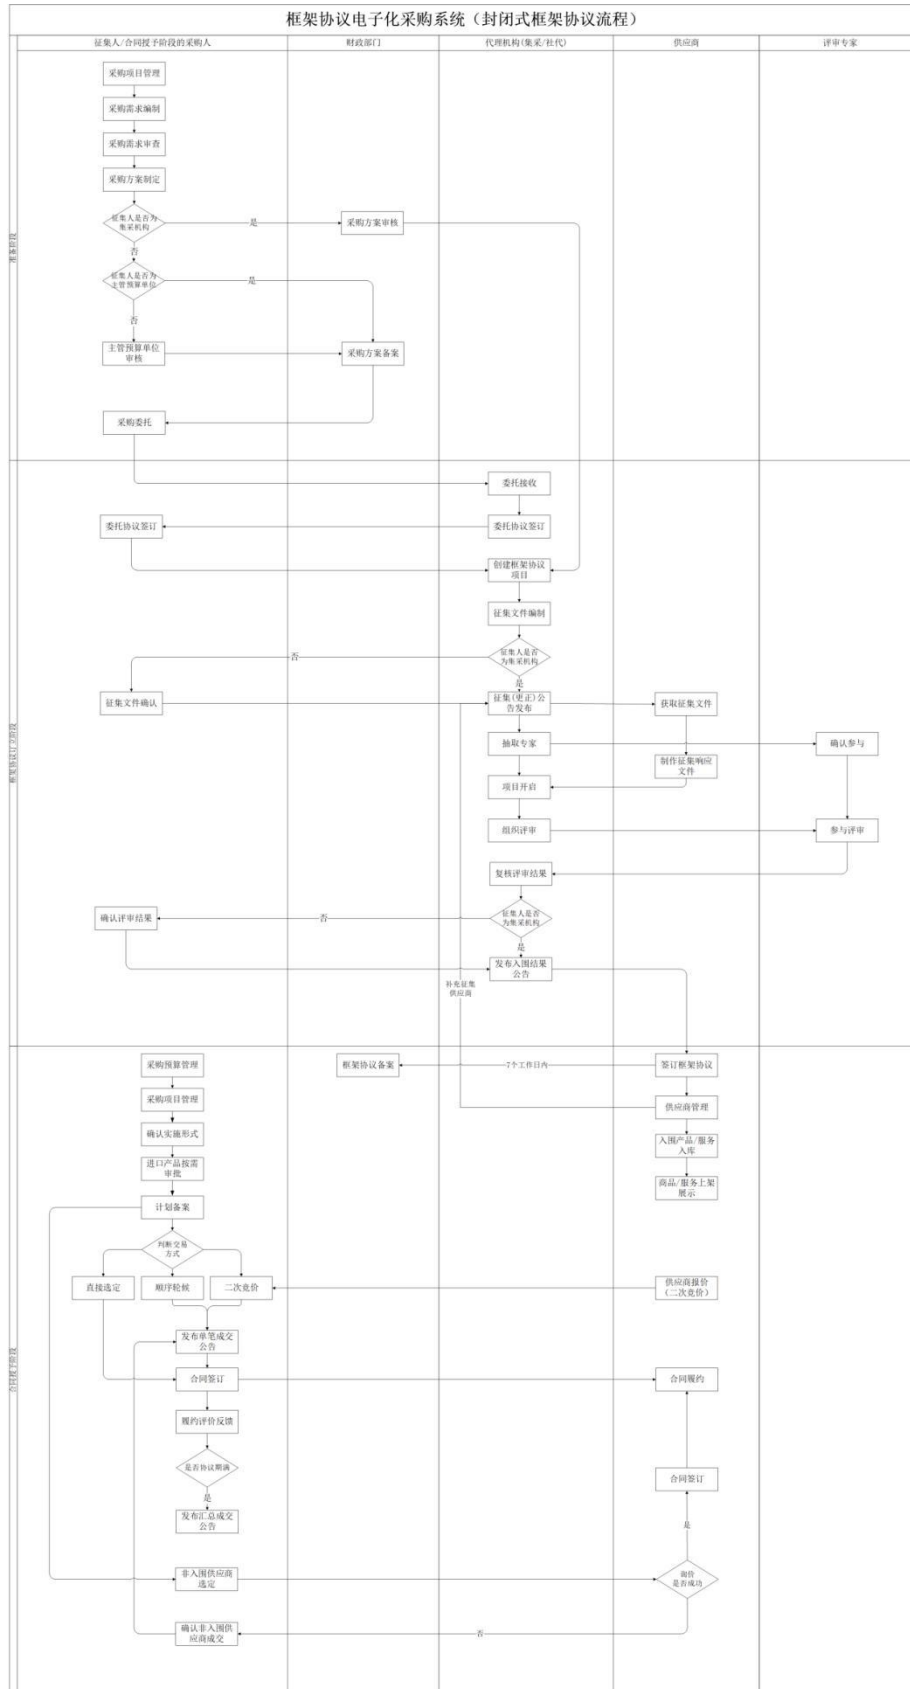 框架协议电子化采购系统（封闭式框架协议流程）
征集人/合同授予阶段的采购人
财政部门
代理机构(集采/社代)
供应商
评审专家
准备阶段
采购项目管理
采购需求编制
采购需求审查
采购方案制定
征集人是否为
集采机构
是
采购方案审核
否
征集人是否为
主管预算单位
是
否
主管预算单位
审核
采购方案备案
采购委托
框架协议订立阶段
委托接收
委托协议签订
委托协议签订
创建框架协议
项目
征集文件编制
征集人是否
为集采机构
否
是
征集文件确认
征集(更正)公
告发布
获取征集文件
抽取专家
确认参与
制作征集响应
文件
项目开启
组织评审
参与评审
复核评审结果
确认评审结果
否
征集人是否
为集采机构
是
发布入围结果
公告
补充征集
供应商
合同授予阶段
采购预算管理
框架协议备案
7个工作日内
签订框架协议
采购项目管理
供应商管理
确认实施形式
入围产品/服务
入库
进口产品按需
审批
商品/服务上架
展示
计划备案
判断交易
方式
直接选定
顺序轮候
二次竞价
供应商报价
（二次竞价）
发布单笔成交
公告
合同签订
合同履约
履约评价反馈
是否协议期满
合同签订
是
发布汇总成交
公告
是
非入围供应商
选定
询价
是否成功
确认非入围供
应商成交
否